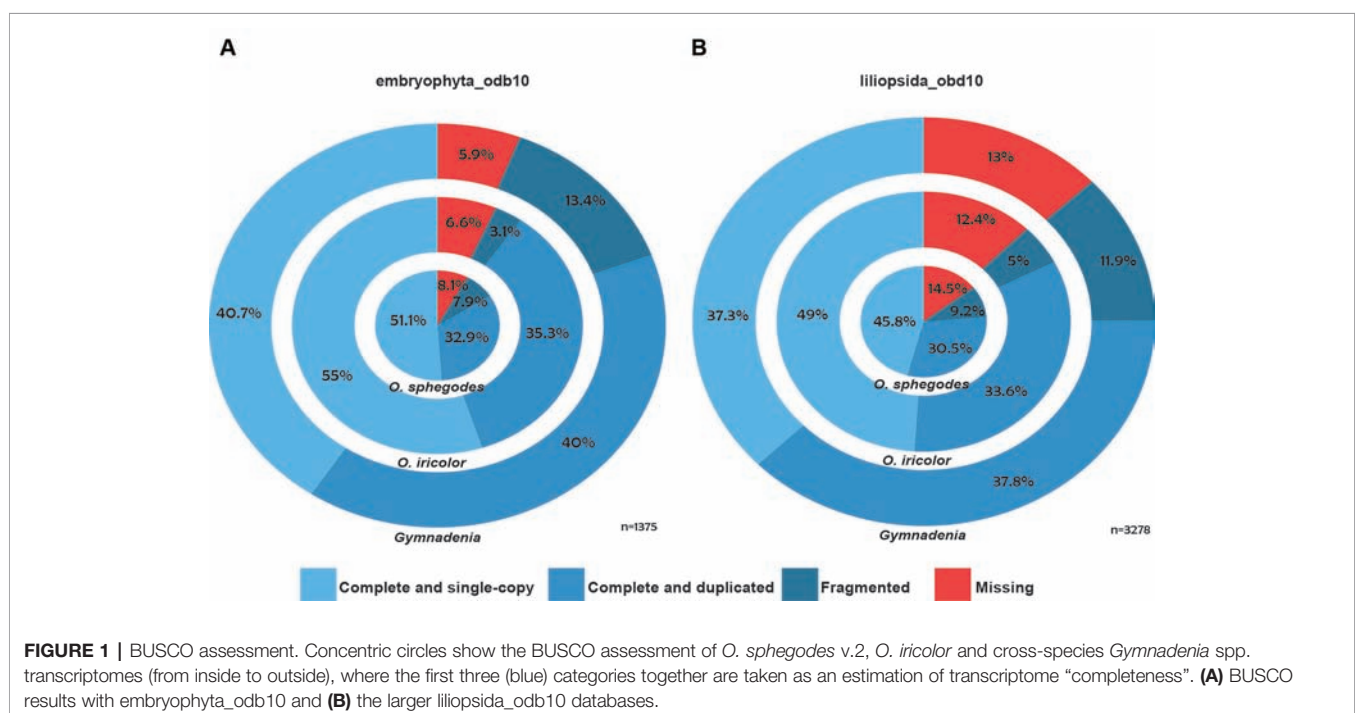 A
B
embryophyta_odb10
liliopsida_obd10
5.9%
13.4%
6.6%
3.1%
8.1%
7.9%
40.7%
51.1%
32.9%
35.3%
55%
O. sphegodes
40%
O. iricolor
n=1375
Gymnadenia
13%
12.4%
11.9%
5%
14.5%
9.2%
37.3%
49%
45.8%
30.5%
O. sphegodes
33.6%
O. iricolor
37.8%
n=3278
Gymnadenia
Complete and single-copy
Complete and duplicated
Fragmented
Missing
FIGURE 1 | BUSCO assessment. Concentric circles show the BUSCO assessment of O. sphegodes v.2, O. iricolor and cross-species Gymnadenia spp.
transcriptomes (from inside to outside), where the first three (blue) categories together are taken as an estimation of transcriptome “completeness”. (A) BUSCO
results with embryophyta_odb10 and (B) the larger liliopsida_odb10 databases.